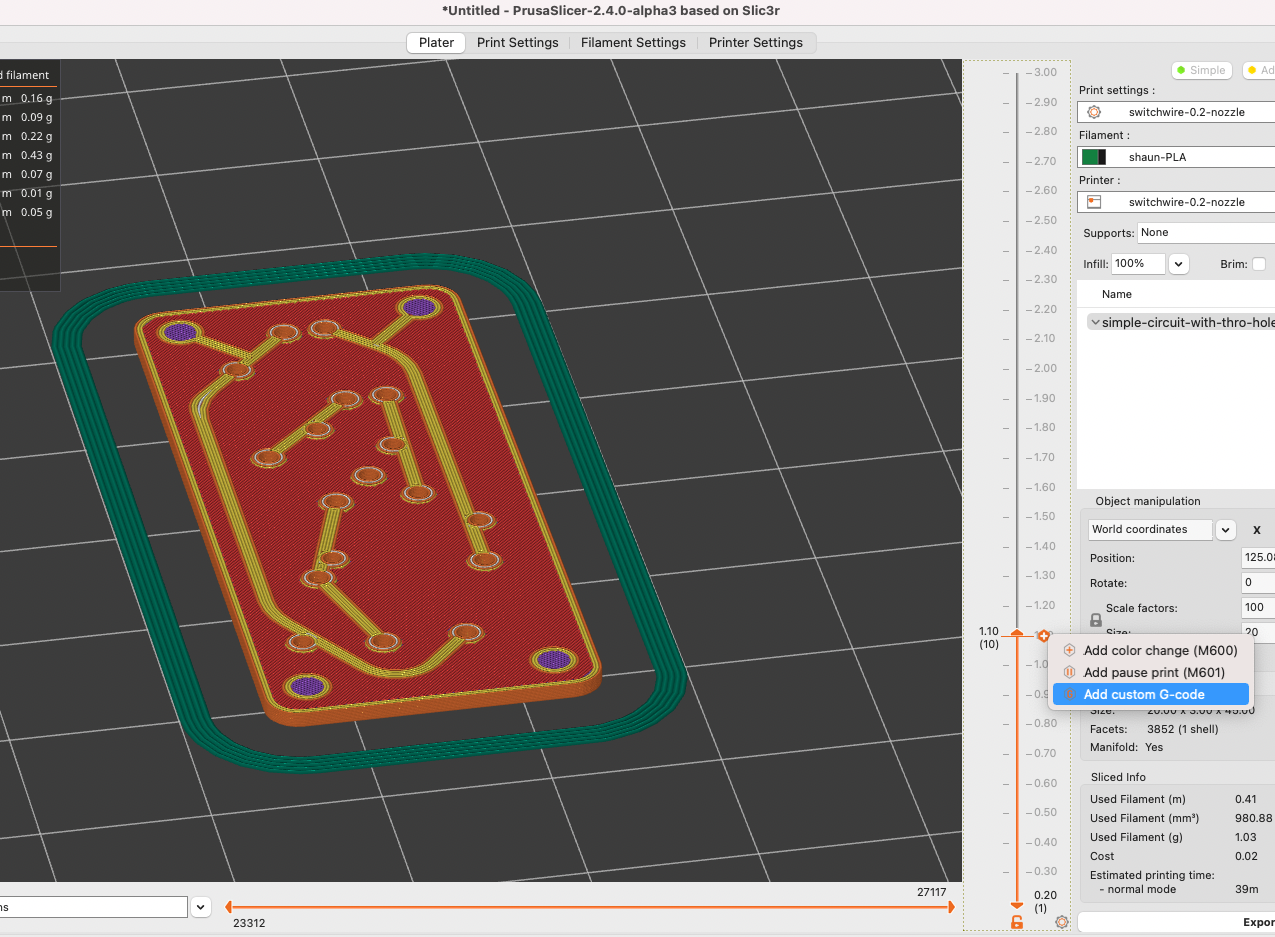 *Untitled - PrusaSlicer-2.4.0-alpha3 based on Slic3r
Plater
Print Settings
Filament Settings
Printer Settings
d filament
m 0.16 g
m 0.09 g
m 0.22 g
m 0.43 g
m 0.07 g
m 0.01 g
m 0.05 g
3.00
2.90
2.80
2.70
2.60
2.50
2.40
2.30
2.20
2.10
2.00
1.90
1.80
1.70
1.60
1.50
1.40
1.30
1.20
1.10
(10)
1.0
0.9
0.80
0.70
0.60
0.50
0.40
0.30
0.20
(1)
Add color change (M600)
Add pause print (M601)
Add custom G-code
Simple
Ad
Print settings :
switchwire-0.2-nozzle
Filament :
shaun-PLA
Printer :
switchwire-0.2-nozzle
Supports: None
Infill: 100%
Brim:
Name
simple-circuit-with-thro-hole
Object manipulation
World coordinates
X
Position: 125.08
Rotate: 0
Scale factors: 100
Size: 20
Size: 20.00 x 3.00 x 45.00
Facets: 3852 (1 shell)
Manifold: Yes
Sliced Info
Used Filament (m) 0.41
Used Filament (mm³) 980.88
Used Filament (g) 1.03
Cost 0.02
Estimated printing time:
- normal mode 39m
Expor
ns
27117
23312